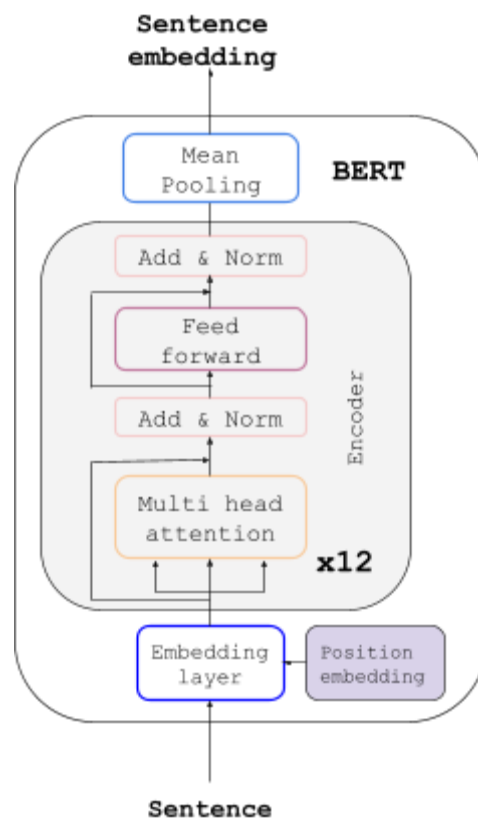 Sentence
embedding
Mean
Pooling
BERT
Add & Norm
Feed
forward
Add & Norm
Encoder
Multi head
attention
x12
Embedding
layer
Position
embedding
Sentence